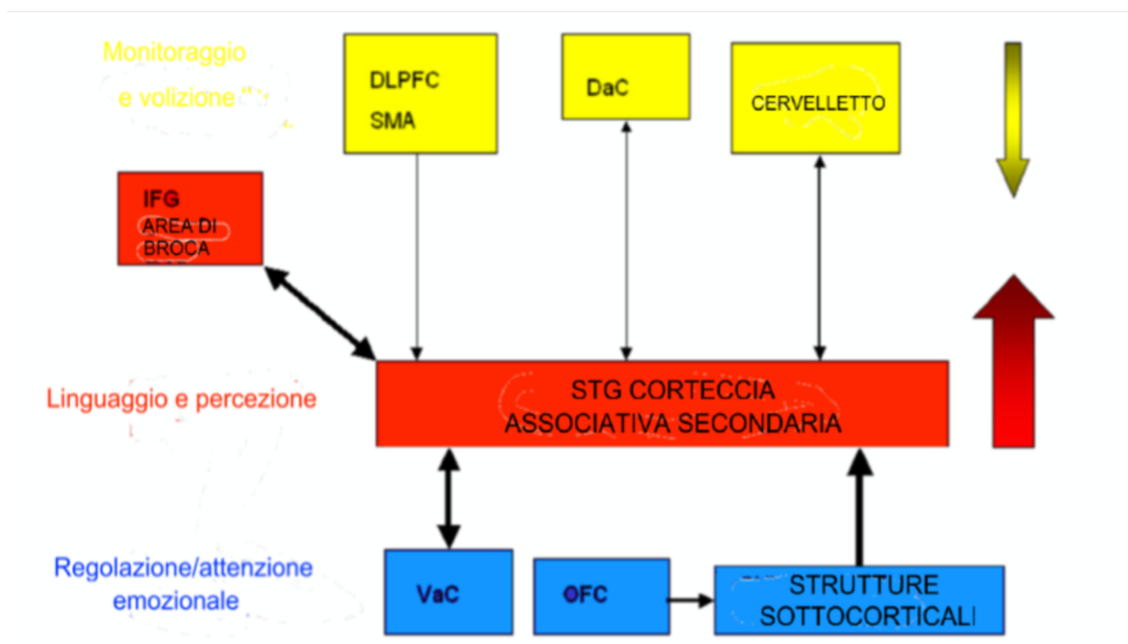 Monitoraggio
e volizione
DLPFC
SMA
DaC
CERVELLETTO
IFG
AREA DI
BROCA
Linguaggio e percezione
STG CORTECCIA
ASSOCIATIVA SECONDARIA
Regolazione/attenzione
emozionale
VaC
OFC
STRUTTURE
SOTTOCORTICALI